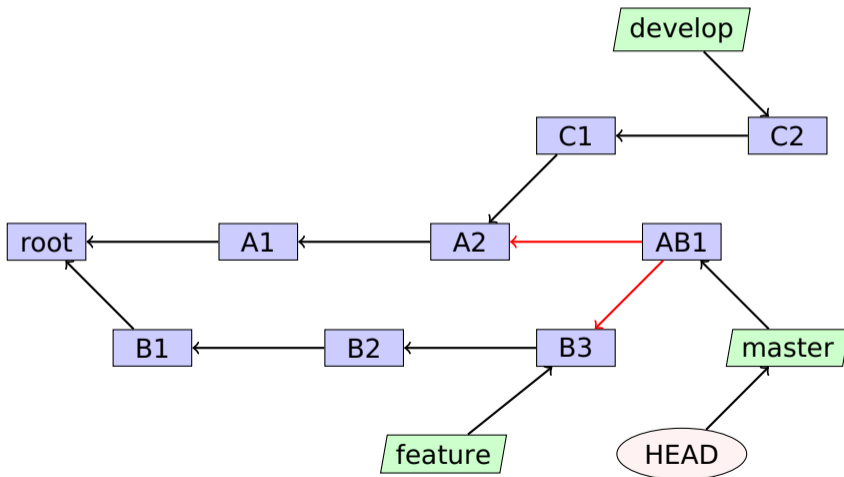 develop
C1
C2
root
A1
A2
AB1
B1
B2
B3
master
feature
HEAD